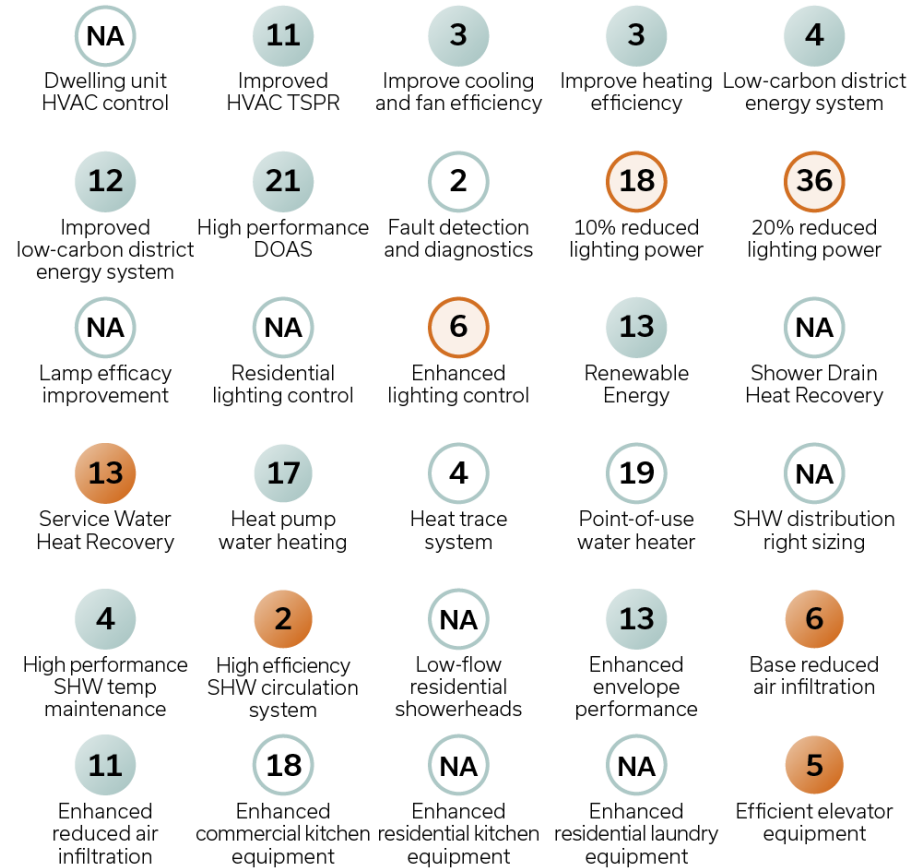 NA
Dwelling unit
HVAC control
11
Improved
HVAC TSPR
3
Improve cooling
and fan efficiency
3
Improve heating
efficiency
4
Low-carbon district
energy system
12
Improved
low-carbon district
energy system
21
High performance
DOAS
2
Fault detection
and diagnostics
18
10% reduced
lighting power
36
20% reduced
lighting power
NA
Lamp efficacy
improvement
NA
Residential
lighting control
6
Enhanced
lighting control
13
Renewable
Energy
NA
Shower Drain
Heat Recovery
13
Service Water
Heat Recovery
17
Heat pump
water heating
4
Heat trace
system
19
Point-of-use
water heater
NA
SHW distribution
right sizing
4
High performance
SHW temp
maintenance
2
High efficiency
SHW circulation
system
NA
Low-flow
residential
showerheads
13
Enhanced
envelope
performance
6
Base reduced
air infiltration
11
Enhanced
reduced air
infiltration
18
Enhanced
commercial kitchen
equipment
NA
Enhanced
residential kitchen
equipment
NA
Enhanced
residential laundry
equipment
5
Efficient elevator
equipment